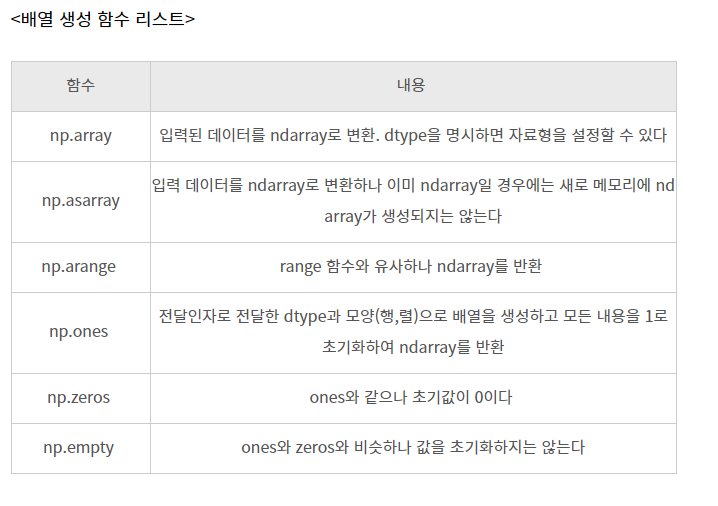 <배열 생성 함수 리스트>
함수 내용
np.array 입력된 데이터를 ndarray로 변환. dtype을 명시하면 자료형을 설정할 수 있다
np.asarray 입력 데이터를 ndarray로 변환하나 이미 ndarray일 경우에는 새로 메모리에 nd
array가 생성되지는 않는다
np.arange range 함수와 유사하나 ndarray를 반환
np.ones 전달인자로 전달한 dtype과 모양(행,렬)으로 배열을 생성하고 모든 내용을 1로
초기화하여 ndarray를 반환
np.zeros ones와 같으나 초기값이 0이다
np.empty ones와 zeros와 비슷하나 값을 초기화하지는 않는다